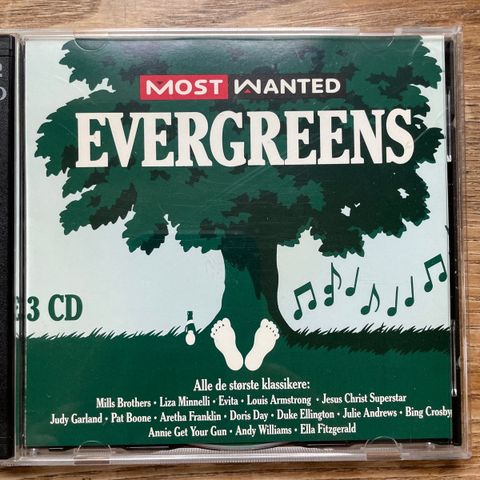 MOST WANTED
EVERGREENS
3 CD
Alle de største klassikere:
Mills Brothers • Liza Minnelli • Evita • Louis Armstrong • Jesus Christ Superstar
Judy Garland • Pat Boone • Aretha Franklin • Doris Day • Duke Ellington • Julie Andrews • Bing Crosby
Annie Get Your Gun • Andy Williams • Ella Fitzgerald